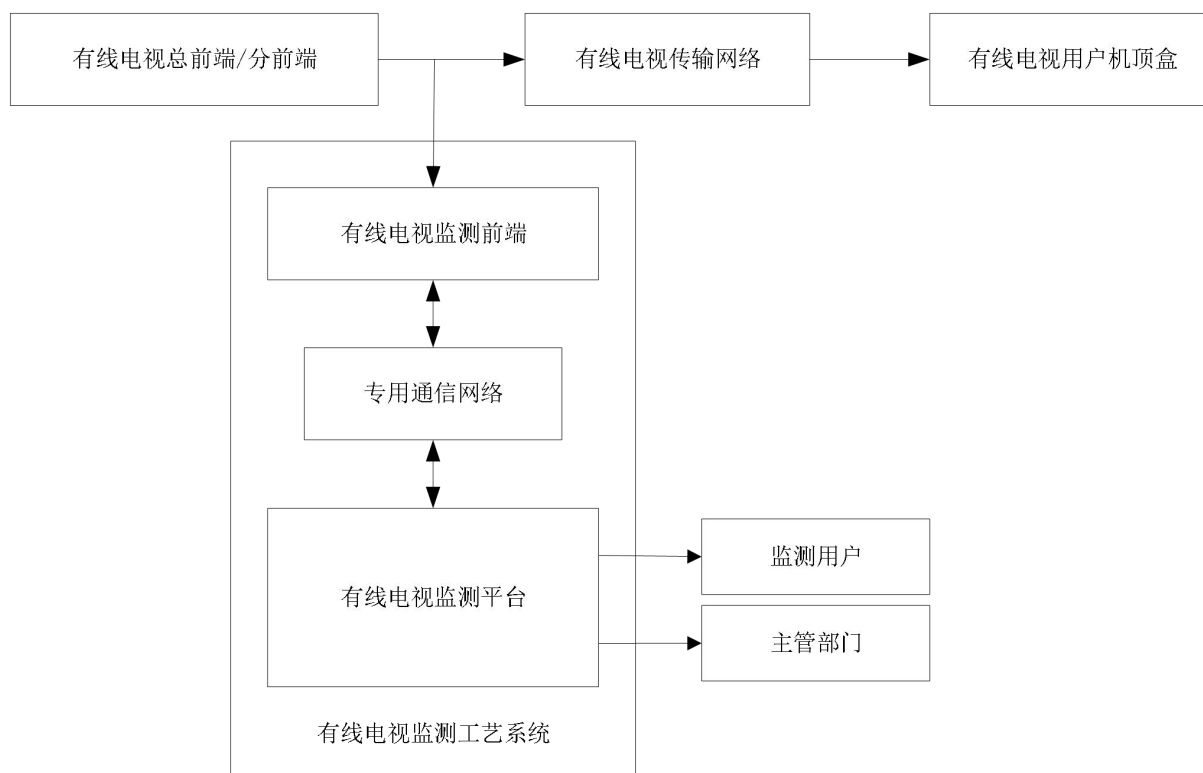 有线电视总前端/分前端
有线电视传输网络
有线电视用户机顶盒
有线电视监测前端
专用通信网络
有线电视监测平台
监测用户
主管部门
有线电视监测工艺系统